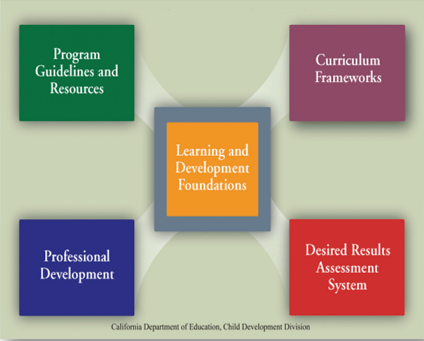 Program
Guidelines and
Resources
Curriculum
Frameworks
Learning and
Development
Foundations
Professional
Development
Desired Results
Assessment
System
California Department of Education, Child Development Division